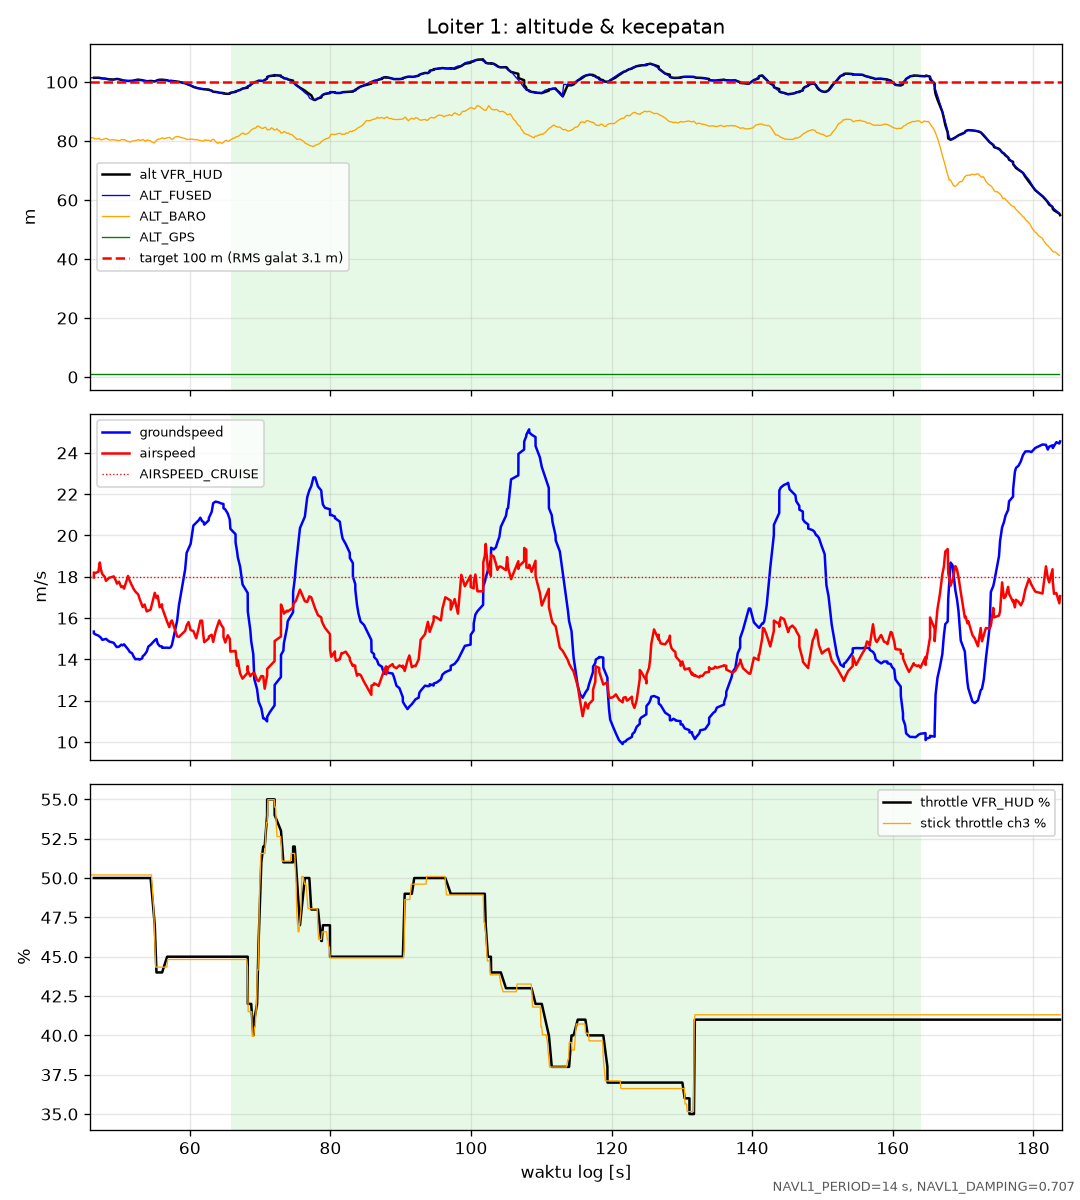 Loiter 1: altitude & kecepatan
100
80
60
40
20
0
m
alt VFR_HUD
ALT_FUSED
ALT_BARO
ALT_GPS
target 100 m (RMS galat 3.1 m)
24
22
20
18
16
14
12
10
m/s
groundspeed
airspeed
AIRSPEED_CRUISE
55.0
52.5
50.0
47.5
45.0
42.5
40.0
37.5
35.0
%
throttle VFR_HUD %
stick throttle ch3 %
60
80
100
120
140
160
180
waktu log [s]
NAVL1_PERIOD=14 s, NAVL1_DAMPING=0.707